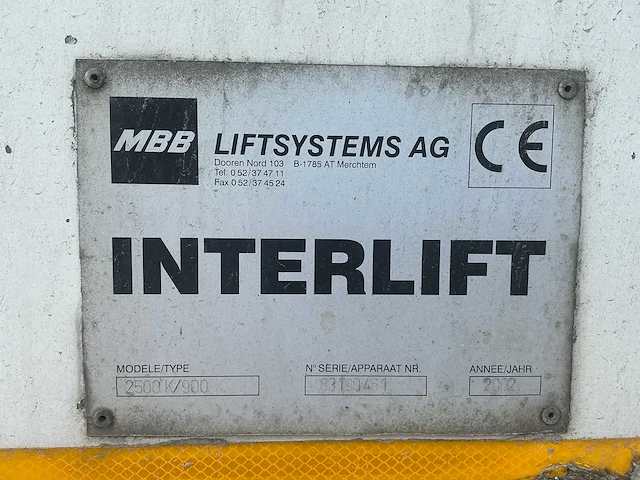 MBB LIFTSYSTEMS AG CE
Dooren Nord 103 B-1785 AT Merchtem
Tel. 0 52/37 47 11
Fax 0 52/37 45 24
INTERLIFT
MODELE/TYPE N° SERIE/APPARAAT NR. ANNEE/JAHR
2500 K/900 2002